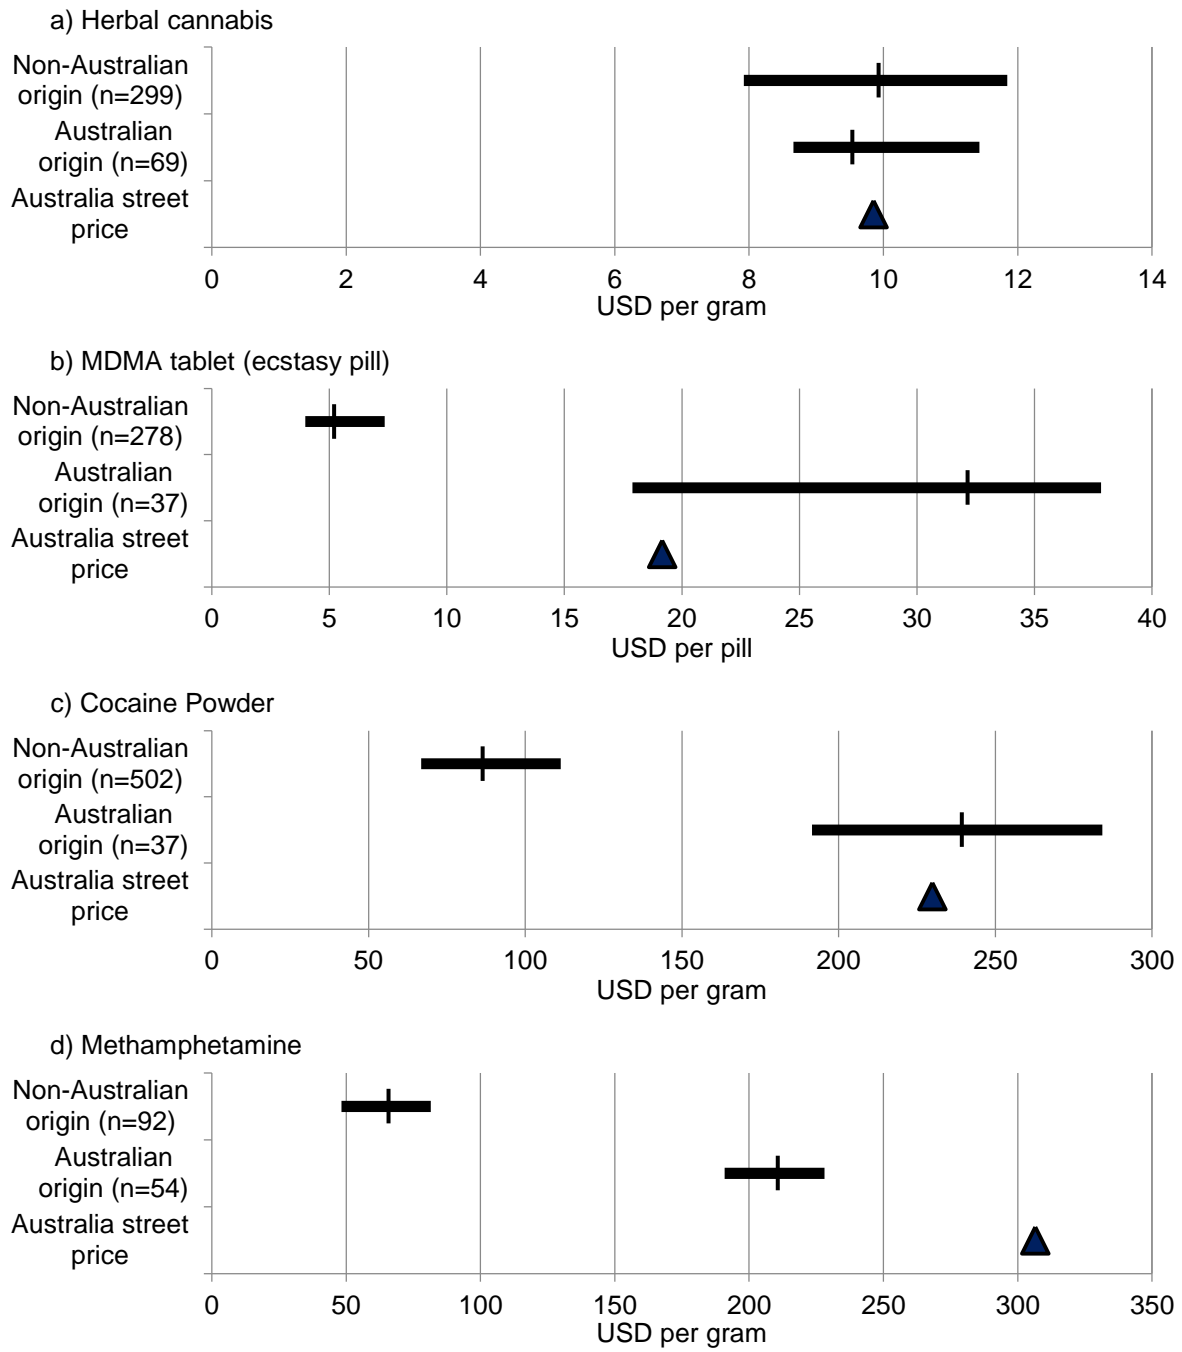 a) Herbal cannabis
Non-Australian
origin (n=299)
Australian
origin (n=69)
Australia street
price
0 2 4 6 8 10 12 14
USD per gram
b) MDMA tablet (ecstasy pill)
Non-Australian
origin (n=278)
Australian
origin (n=37)
Australia street
price
0 5 10 15 20 25 30 35 40
USD per pill
c) Cocaine Powder
Non-Australian
origin (n=502)
Australian
origin (n=37)
Australia street
price
0 50 100 150 200 250 300
USD per gram
d) Methamphetamine
Non-Australian
origin (n=92)
Australian
origin (n=54)
Australia street
price
0 50 100 150 200 250 300 350
USD per gram